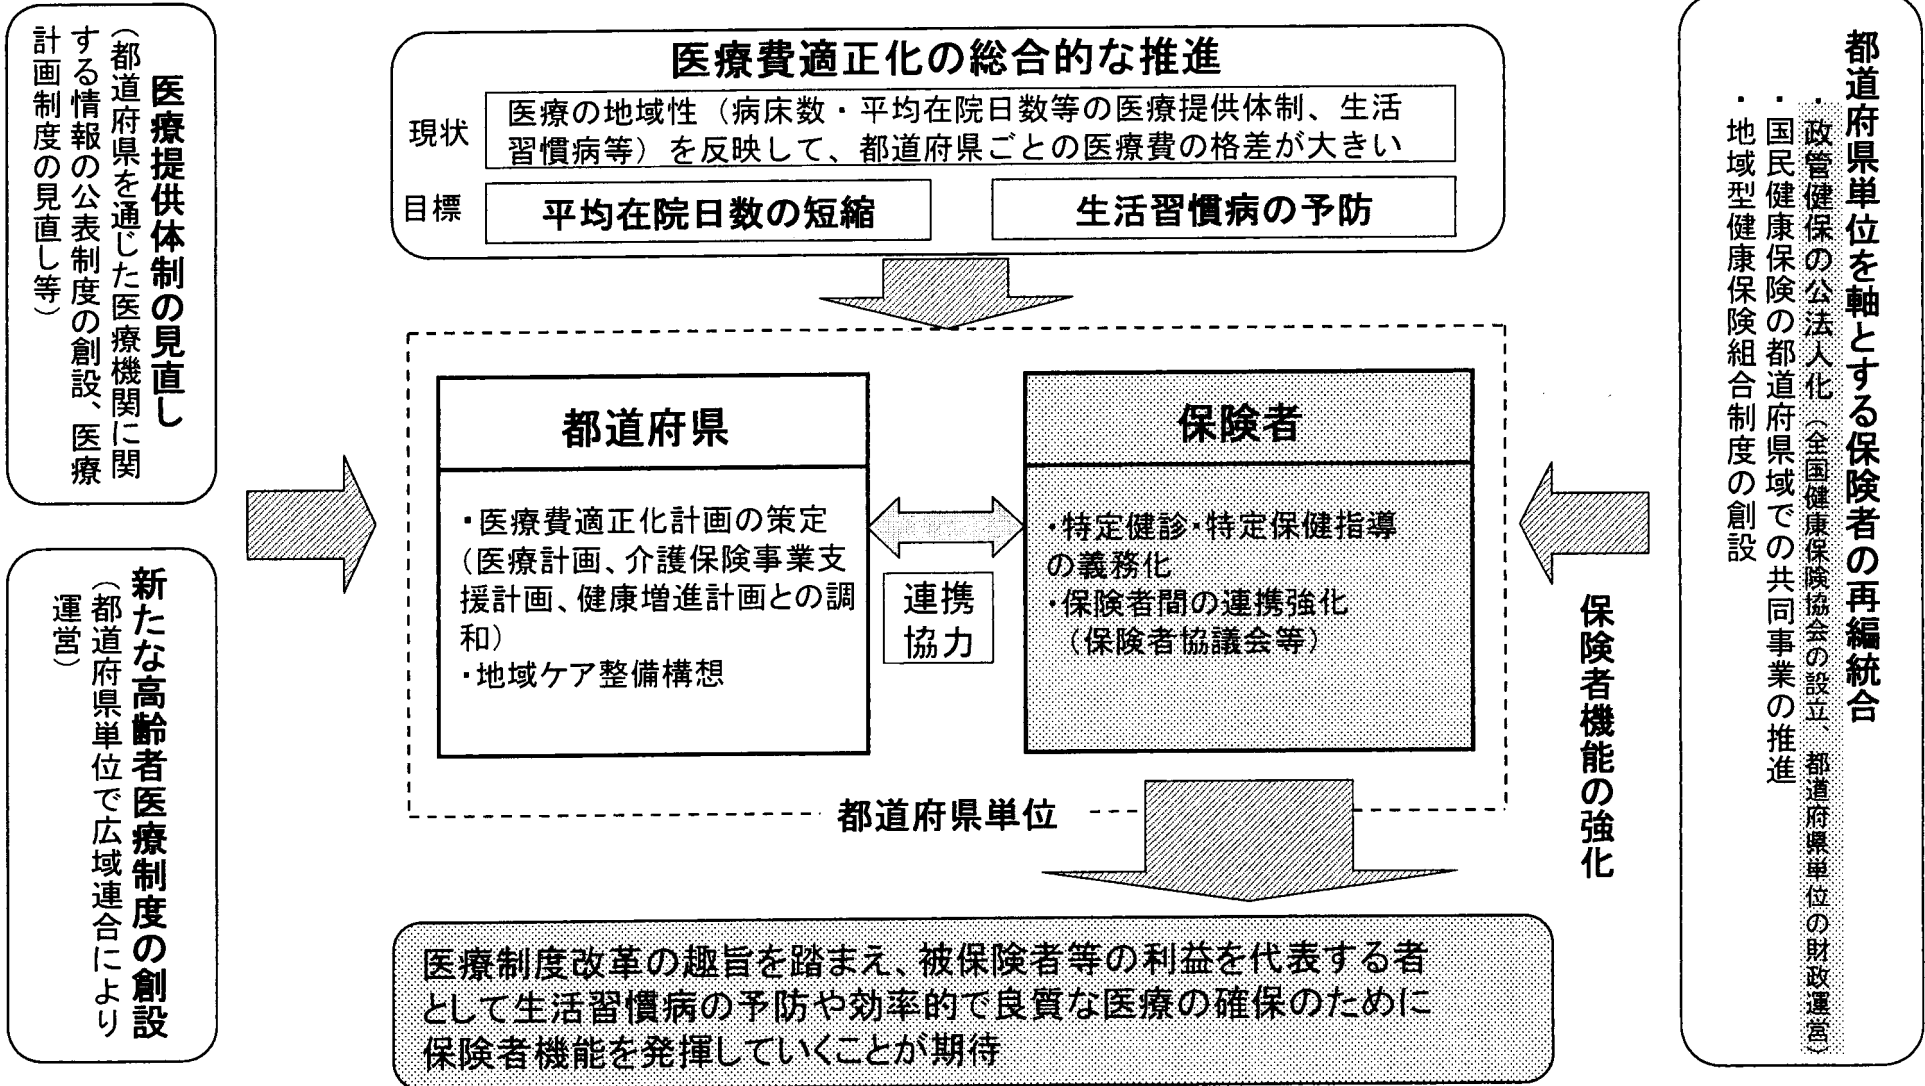 医療提供体制の見直し
（都道府県を通じた医療機関に関
する情報の公表制度の創設、医療
計画制度の見直し等）
新たな高齢者医療制度の創設
（都道府県単位で広域連合により
運営）
医療費適正化の総合的な推進
現状
医療の地域性（病床数・平均在院日数等の医療提供体制、生活
習慣病等）を反映して、都道府県ごとの医療費の格差が大きい
目標
平均在院日数の短縮
生活習慣病の予防
都道府県
・医療費適正化計画の策定
（医療計画、介護保険事業支
援計画、健康増進計画との調
和）
・地域ケア整備構想
連携
協力
保険者
・特定健診・特定保健指導
の義務化
・保険者間の連携強化
（保険者協議会等）
都道府県単位
保険者機能の強化
都道府県単位を軸とする保険者の再編統合
・政管健保の公法人化（全国健康保険協会の設立、都道府県単位の財政運営）
・国民健康保険の都道府県域での共同事業の推進
・地域型健康保険組合制度の創設
医療制度改革の趣旨を踏まえ、被保険者等の利益を代表する者
として生活習慣病の予防や効率的で良質な医療の確保のために
保険者機能を発揮していくことが期待